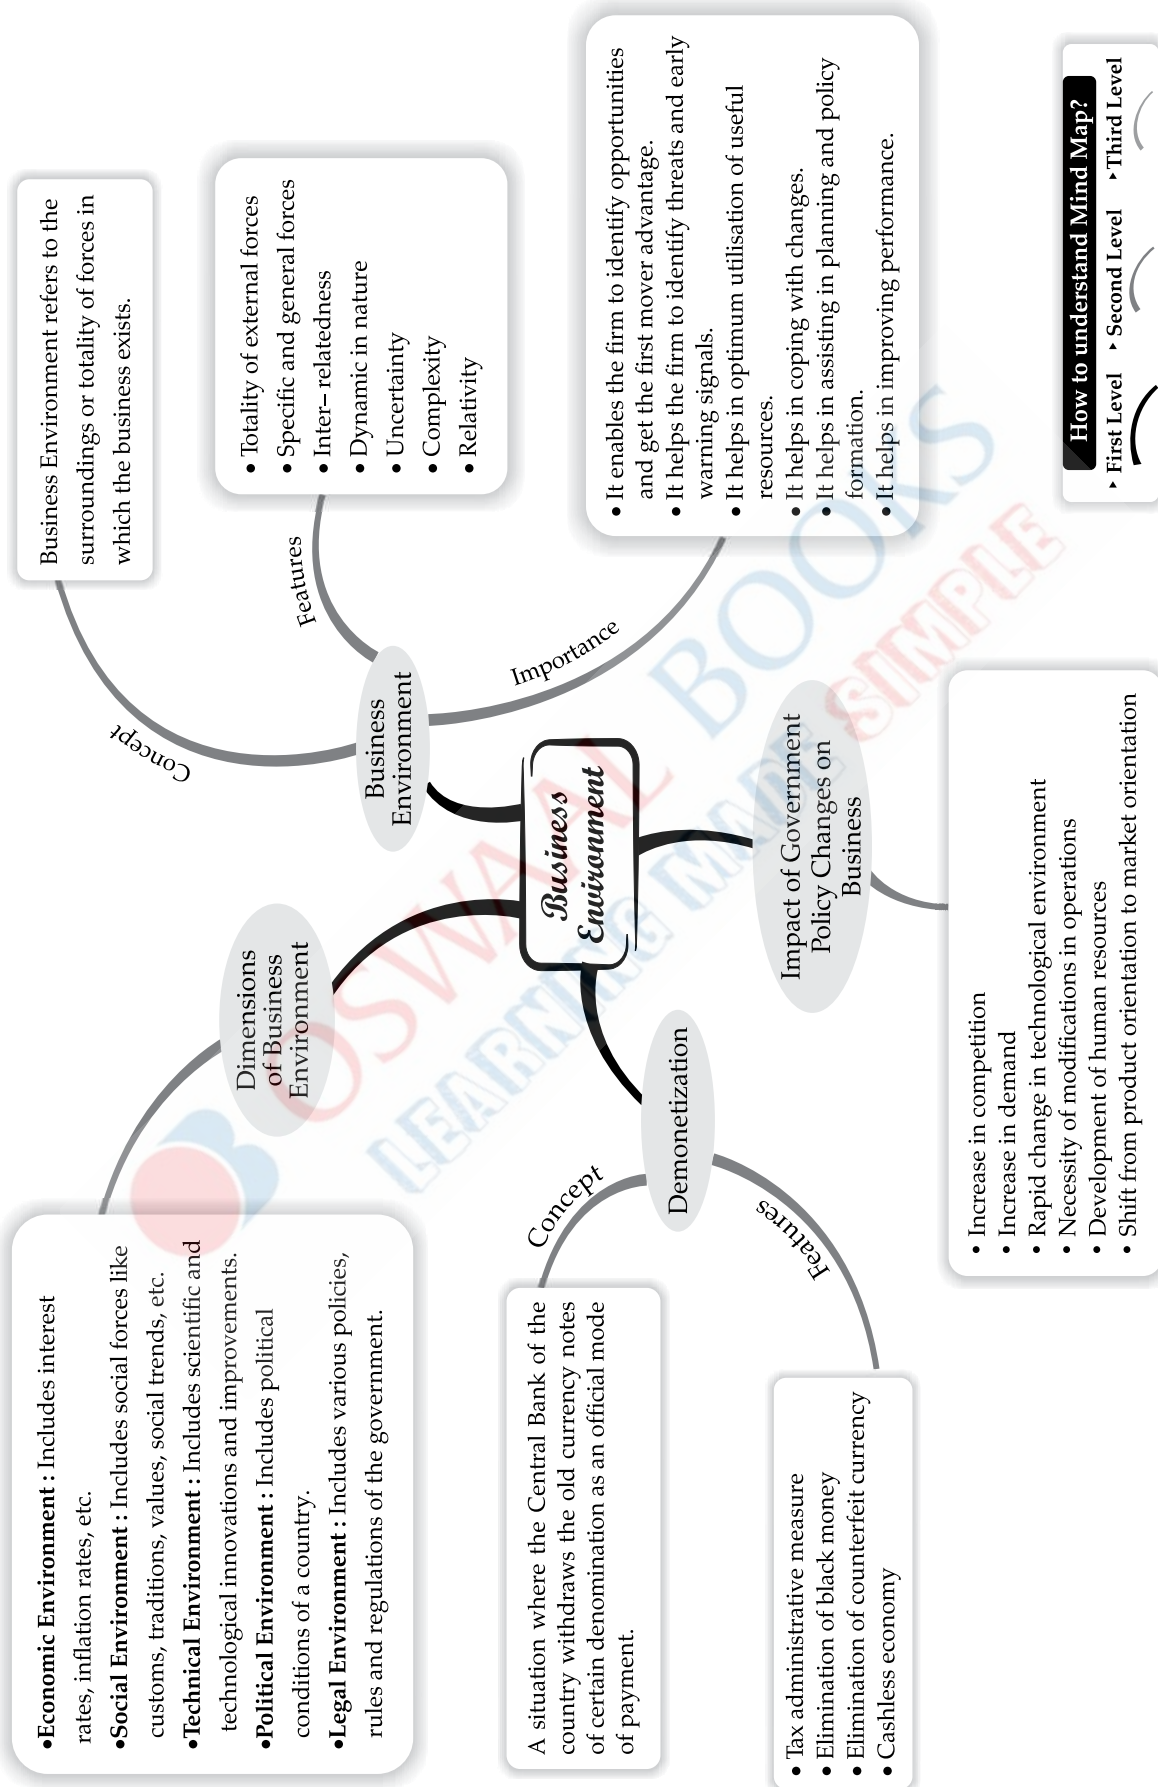 •Economic Environment : Includes interest
rates, inflation rates, etc.
•Social Environment : Includes social forces like
customs, traditions, values, social trends, etc.
•Technical Environment : Includes scientific and
technological innovations and improvements.
•Political Environment : Includes political
conditions of a country.
•Legal Environment : Includes various policies,
rules and regulations of the government.
Dimensions
of Business
Environment
Business Environment refers to the
surroundings or totality of forces in
which the business exists.
Concept
Business
Environment
Features
• Totality of external forces
• Specific and general forces
• Inter– relatedness
• Dynamic in nature
• Uncertainty
• Complexity
• Relativity
Importance
• It enables the firm to identify opportunities
and get the first mover advantage.
• It helps the firm to identify threats and early
warning signals.
• It helps in optimum utilisation of useful
resources.
• It helps in coping with changes.
• It helps in assisting in planning and policy
formation.
• It helps in improving performance.
Business
Environment
A situation where the Central Bank of the
country withdraws the old currency notes
of certain denomination as an official mode
of payment.
Concept
Demonetization
Features
• Tax administrative measure
• Elimination of black money
• Elimination of counterfeit currency
• Cashless economy
Impact of Government
Policy Changes on
Business
• Increase in competition
• Increase in demand
• Rapid change in technological environment
• Necessity of modifications in operations
• Development of human resources
• Shift from product orientation to market orientation
How to understand Mind Map?
▸ First Level ▸ Second Level ▸ Third Level
OSWAAL BOOKS
LEARNING MADE SIMPLE